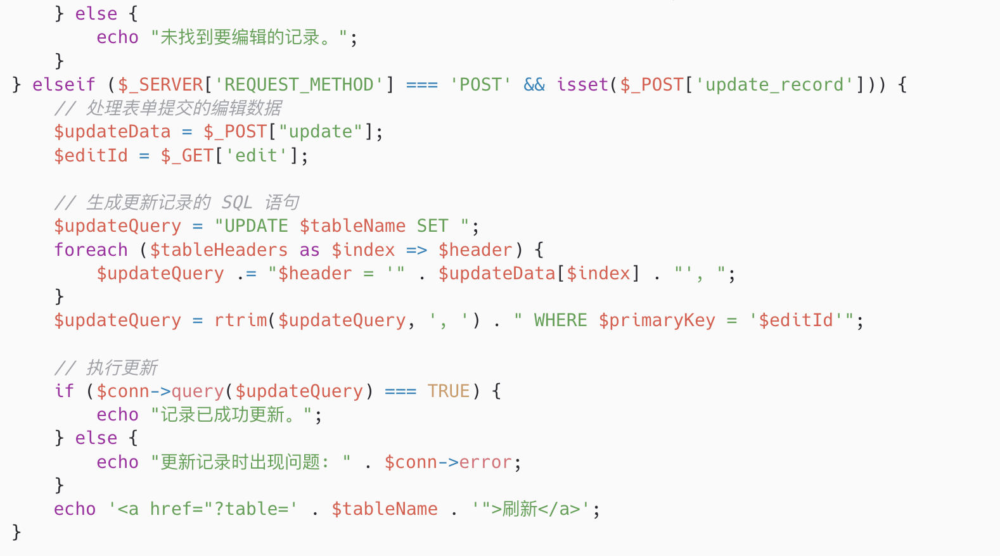 } else {
echo "未找到要编辑的记录。";
}
} elseif ($_SERVER['REQUEST_METHOD'] === 'POST' && isset($_POST['update_record'])) {
// 处理表单提交的编辑数据
$updateData = $_POST["update"];
$editId = $_GET['edit'];
// 生成更新记录的 SQL 语句
$updateQuery = "UPDATE $tableName SET ";
foreach ($tableHeaders as $index => $header) {
$updateQuery .= "$header = '" . $updateData[$index] . "', ";
}
$updateQuery = rtrim($updateQuery, ', ') . " WHERE $primaryKey = '$editId'";
// 执行更新
if ($conn->query($updateQuery) === TRUE) {
echo "记录已成功更新。";
} else {
echo "更新记录时出现问题: " . $conn->error;
}
echo '<a href="?table=' . $tableName . '">刷新</a>';
}